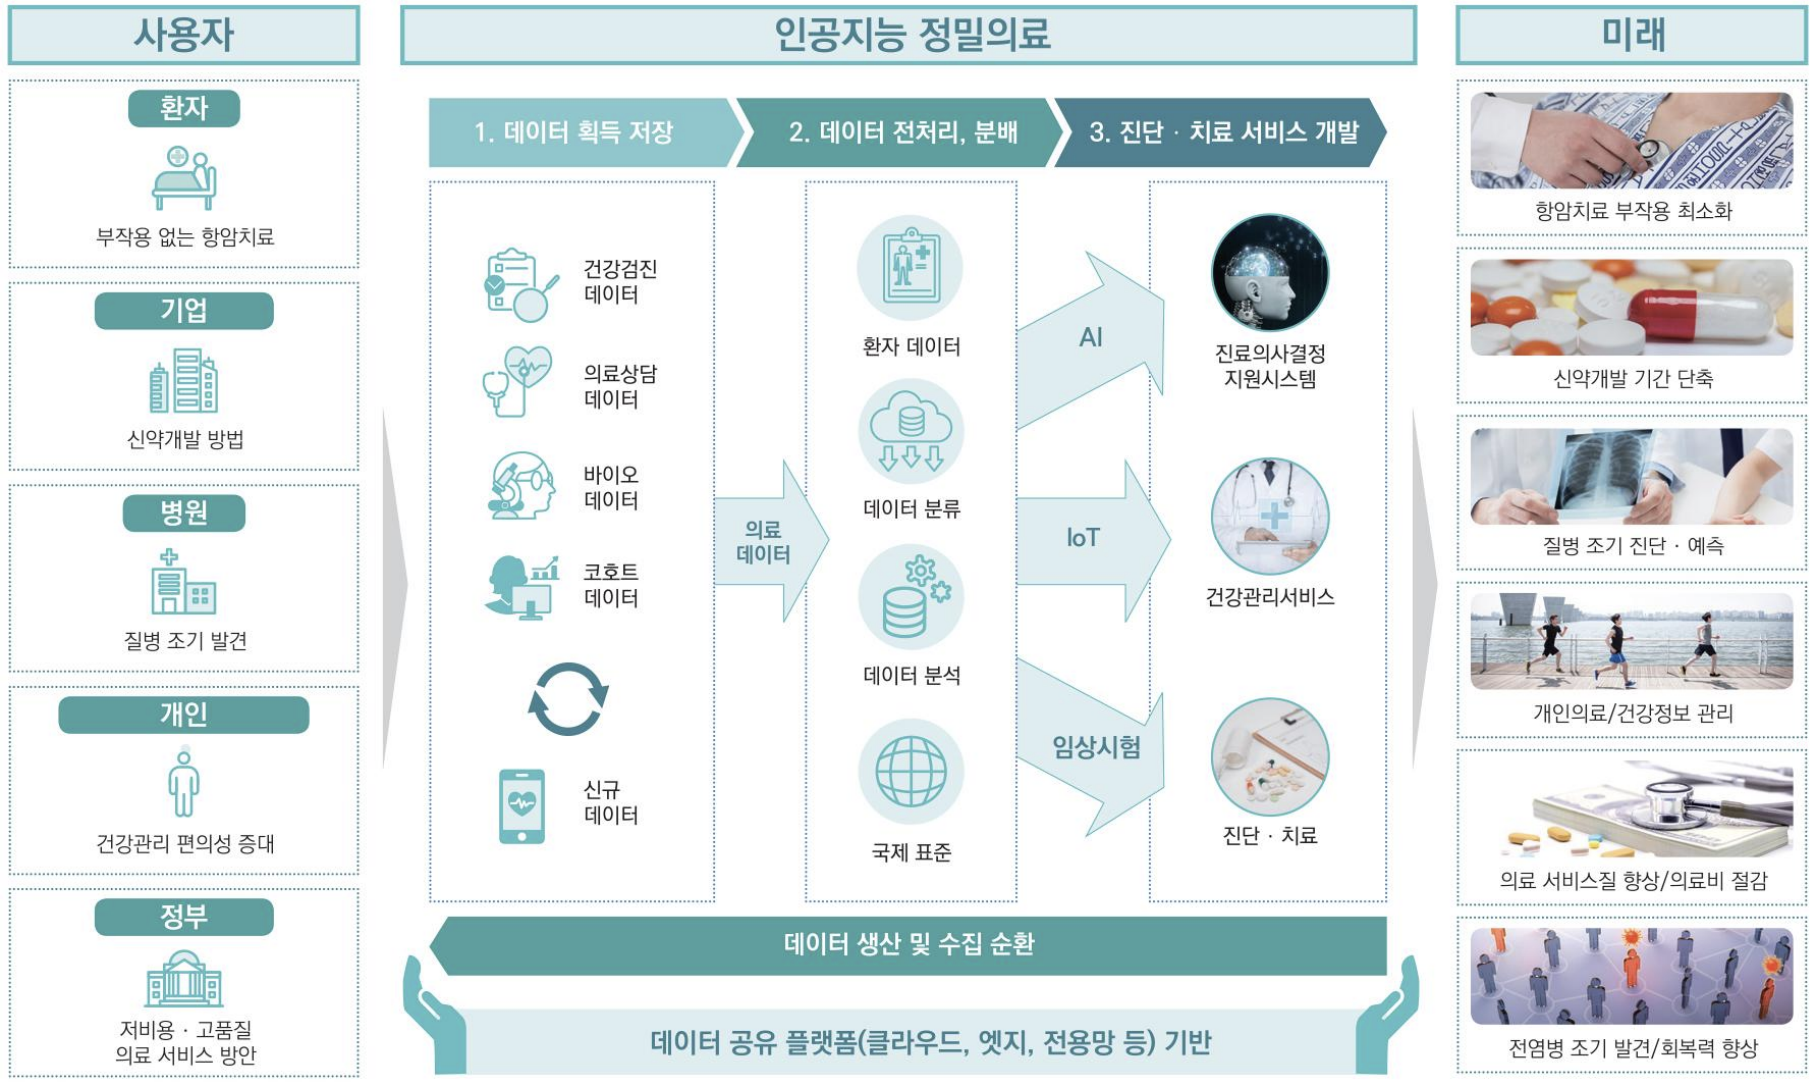 사용자
환자
부작용 없는 항암치료
기업
신약개발 방법
병원
질병 조기 발견
개인
건강관리 편의성 증대
정부
저비용 · 고품질
의료 서비스 방안
인공지능 정밀의료
1. 데이터 획득 저장
2. 데이터 전처리, 분배
3. 진단 · 치료 서비스 개발
건강검진
데이터
의료상담
데이터
바이오
데이터
코호트
데이터
신규
데이터
의료
데이터
환자 데이터
데이터 분류
데이터 분석
국제 표준
AI
IoT
임상시험
진료의사결정
지원시스템
건강관리서비스
진단 · 치료
데이터 생산 및 수집 순환
데이터 공유 플랫폼(클라우드, 엣지, 전용망 등) 기반
미래
항암치료 부작용 최소화
신약개발 기간 단축
질병 조기 진단 · 예측
개인의료/건강정보 관리
의료 서비스질 향상/의료비 절감
전염병 조기 발견/회복력 향상